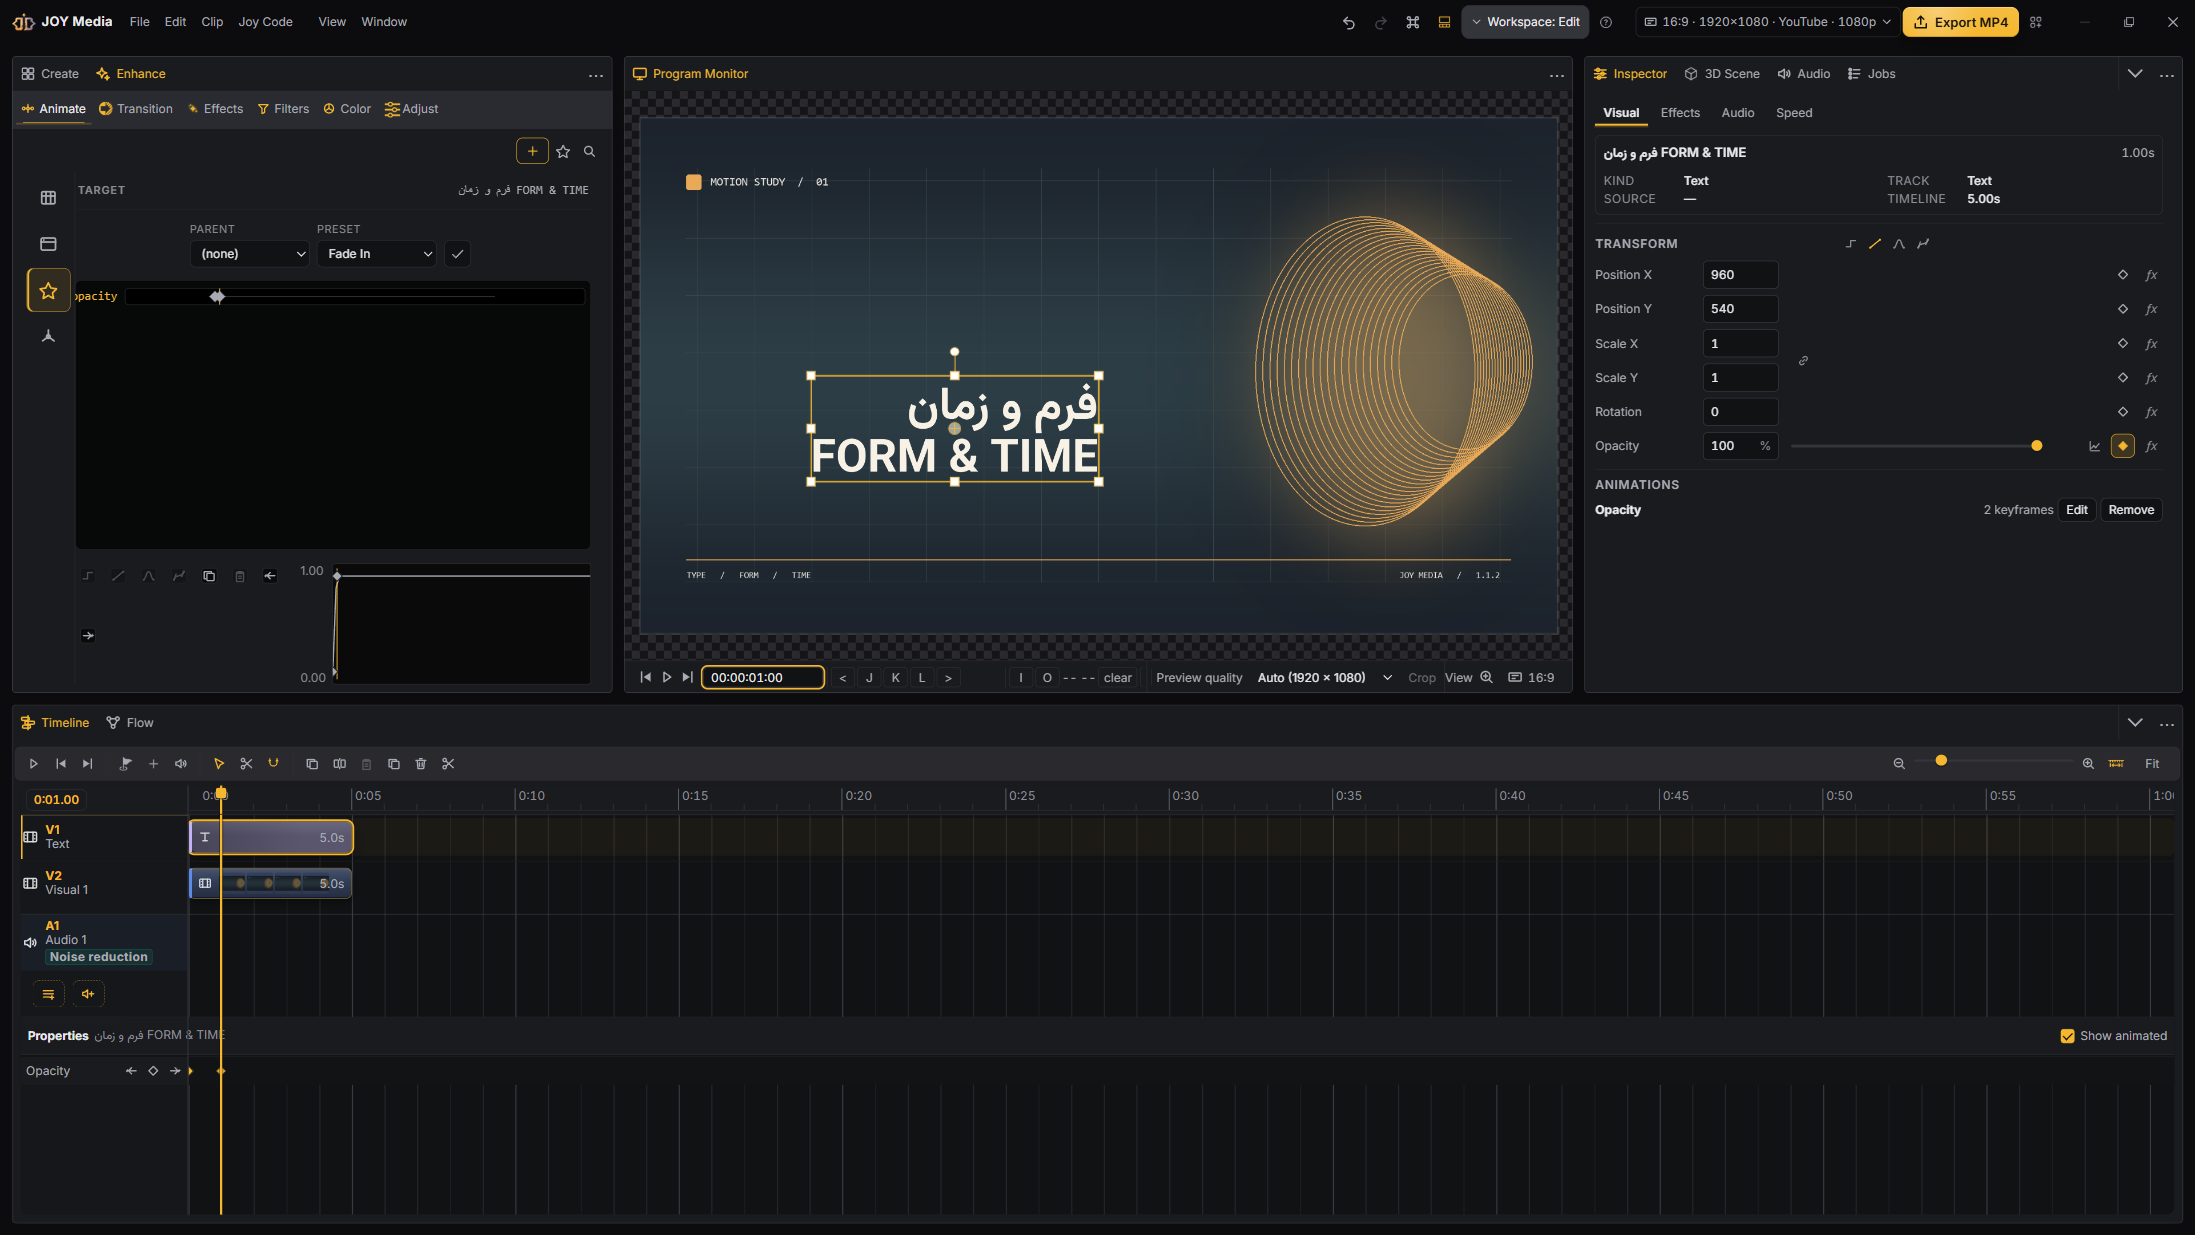 JOY Media File Edit Clip Joy Code View Window
Workspace: Edit
16:9 · 1920×1080 · YouTube · 1080p
Export MP4
Create Enhance
Animate Transition Effects Filters Color Adjust
TARGET
فرم و زمان FORM & TIME
PARENT PRESET
(none) Fade In
opacity
1.00
0.00
Program Monitor
MOTION STUDY / 01
فرم و زمان
FORM & TIME
TYPE / FORM / TIME
JOY MEDIA / 1.1.2
00:00:01:00 < J K L > I O -- -- clear Preview quality Auto (1920 × 1080) Crop View 16:9
Inspector 3D Scene Audio Jobs
Visual Effects Audio Speed
فرم و زمان FORM & TIME 1.00s
KIND Text TRACK Text
SOURCE — TIMELINE 5.00s
TRANSFORM
Position X 960 fx
Position Y 540 fx
Scale X 1 fx
Scale Y 1 fx
Rotation 0 fx
Opacity 100 % fx
ANIMATIONS
Opacity 2 keyframes Edit Remove
Timeline Flow
Fit
0:01.00 0:05 0:10 0:15 0:20 0:25 0:30 0:35 0:40 0:45 0:50 0:55
V1
Text
T 5.0s
V2
Visual 1
5.0s
A1
Audio 1
Noise reduction
Properties فرم و زمان FORM & TIME
Show animated
Opacity